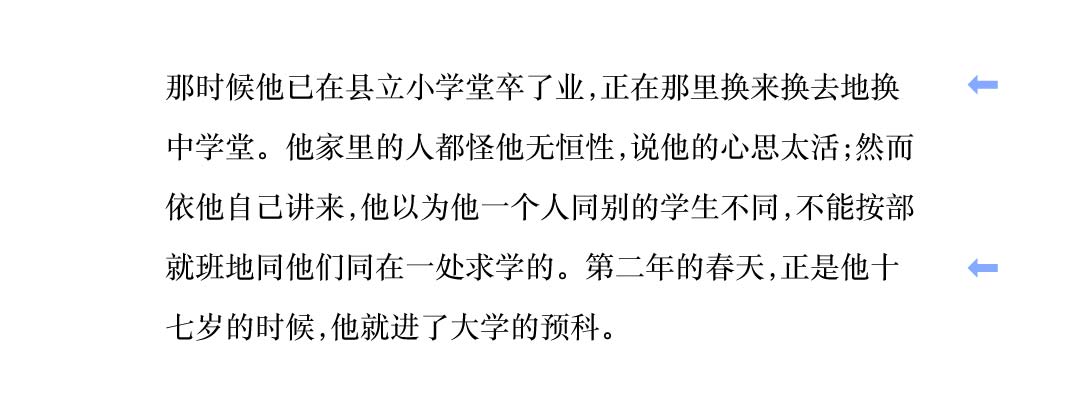 那时候他已在县立小学堂卒了业,正在那里换来换去地换
中学堂。他家里的人都怪他无恒性,说他的心思太活;然而
依他自己讲来,他以为他一个人同别的学生不同,不能按部
就班地同他们同在一处求学的。第二年的春天,正是他十
七岁的时候,他就进了大学的预科。